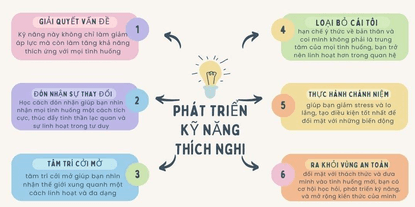 GIẢI QUYẾT VẤN ĐỀ
Kỹ năng này không chỉ làm giảm
áp lực mà còn làm tăng khả năng
thích ứng với mọi tình huống
1
ĐÓN NHẬN SỰ THAY ĐỔI
Học cách đón nhận giúp bạn nhìn
nhận mọi tình huống một cách tích
cực, thúc đẩy tinh thần lạc quan và
sự linh hoạt trong tư duy
2
TÂM TRÍ CỞI MỞ
tâm trí cởi mở giúp bạn nhìn
nhận thế giới xung quanh một
cách linh hoạt và đa dạng
3
PHÁT TRIỂN
KỸ NĂNG
THÍCH NGHI
4
LOẠI BỎ CÁI TÔI
hạn chế ý thức về bản thân và
coi mình không phải là trung
tâm của mọi tình huống, bạn trở
nên linh hoạt hơn trong quan hệ
5
THỰC HÀNH CHÁNH NIỆM
giúp bạn giảm stress và lo
lắng, tạo điều kiện tốt nhất để
đối mặt với những biến động
6
RA KHỎI VÙNG AN TOÀN
đối mặt với thách thức và đưa
mình vào tình huống mới, bạn có
cơ hội học hỏi, phát triển kỹ năng,
và mở rộng kiến thức của mình